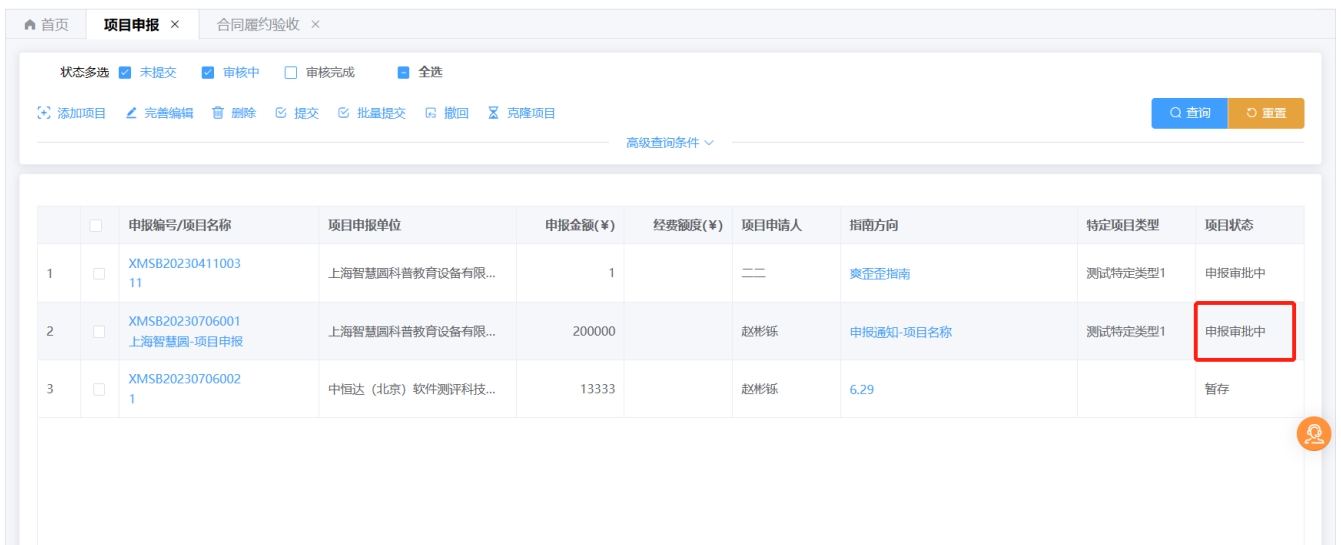 首页 项目申报 × 合同履约验收 ×
状态多选 未提交 审核中 审核完成 全选
添加项目 完善编辑 删除 提交 批量提交 撤回 克隆项目 查询 重置
高级查询条件
申报编号/项目名称 项目申报单位 申报金额(¥) 经费额度(¥) 项目申请人 指南方向 特定项目类型 项目状态
1 XMSB20230411003 上海智慧圆科普教育设备有限... 1 二二 爽歪歪指南 测试特定类型1 申报审批中
11
2 XMSB20230706001 上海智慧圆科普教育设备有限... 200000 赵彬铄 申报通知-项目名称 测试特定类型1 申报审批中
上海智慧圆-项目申报
3 XMSB20230706002 中恒达（北京）软件测评科技... 13333 赵彬铄 6.29 暂存
1